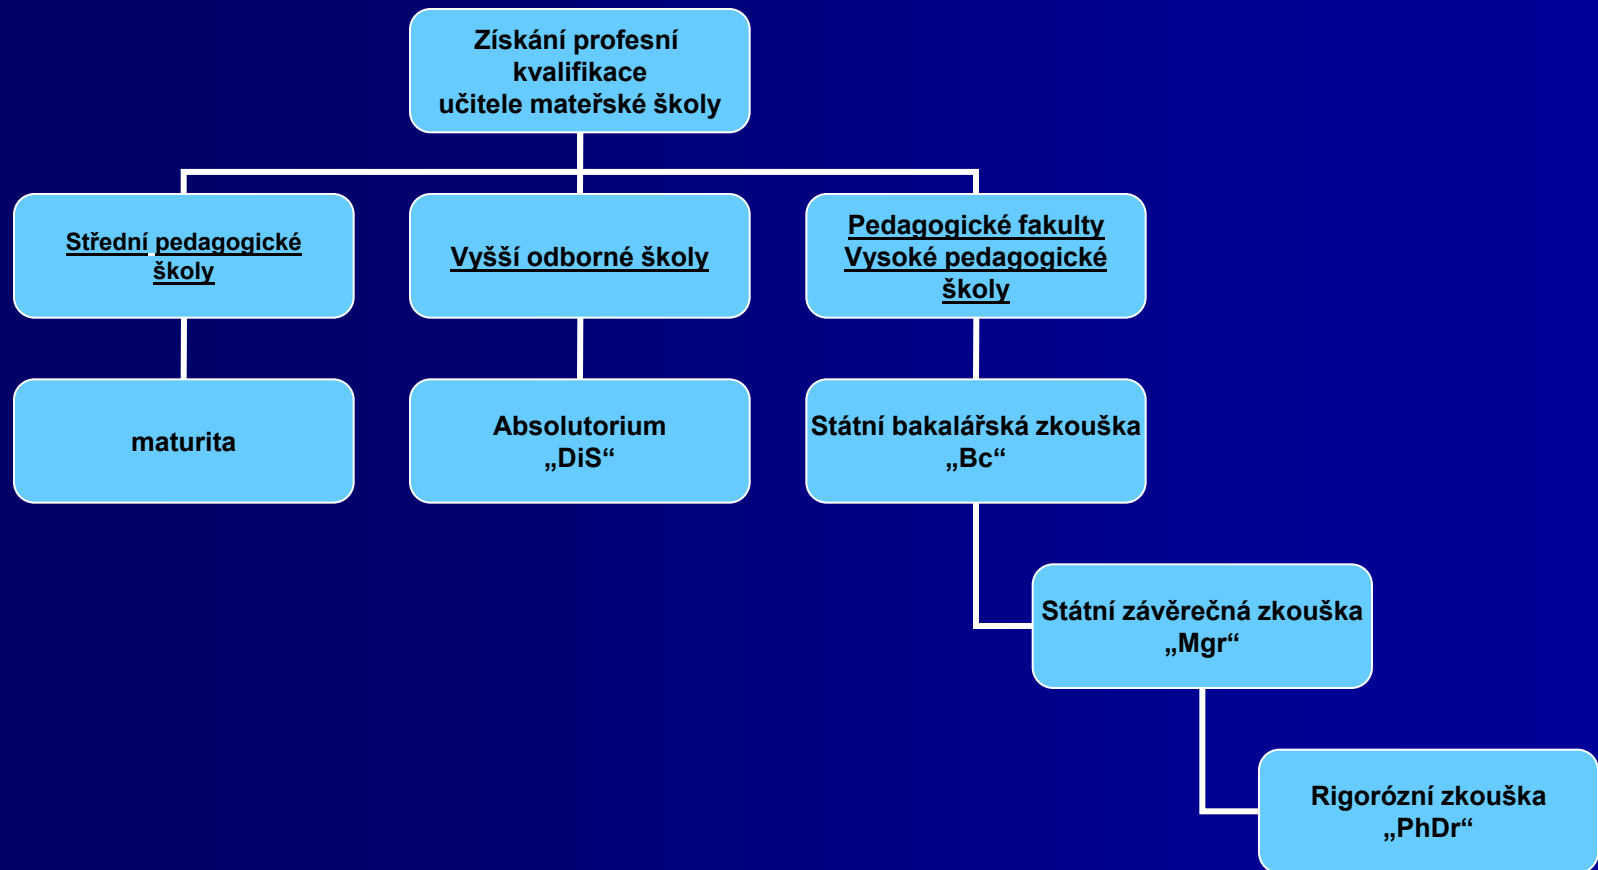 Získání profesní
kvalifikace
učitele mateřské školy
Střední pedagogické
školy
Vyšší odborné školy
Pedagogické fakulty
Vysoké pedagogické
školy
maturita
Absolutorium
„DiS“
Státní bakalářská zkouška
„Bc“
Státní závěrečná zkouška
„Mgr“
Rigorózní zkouška
„PhDr“